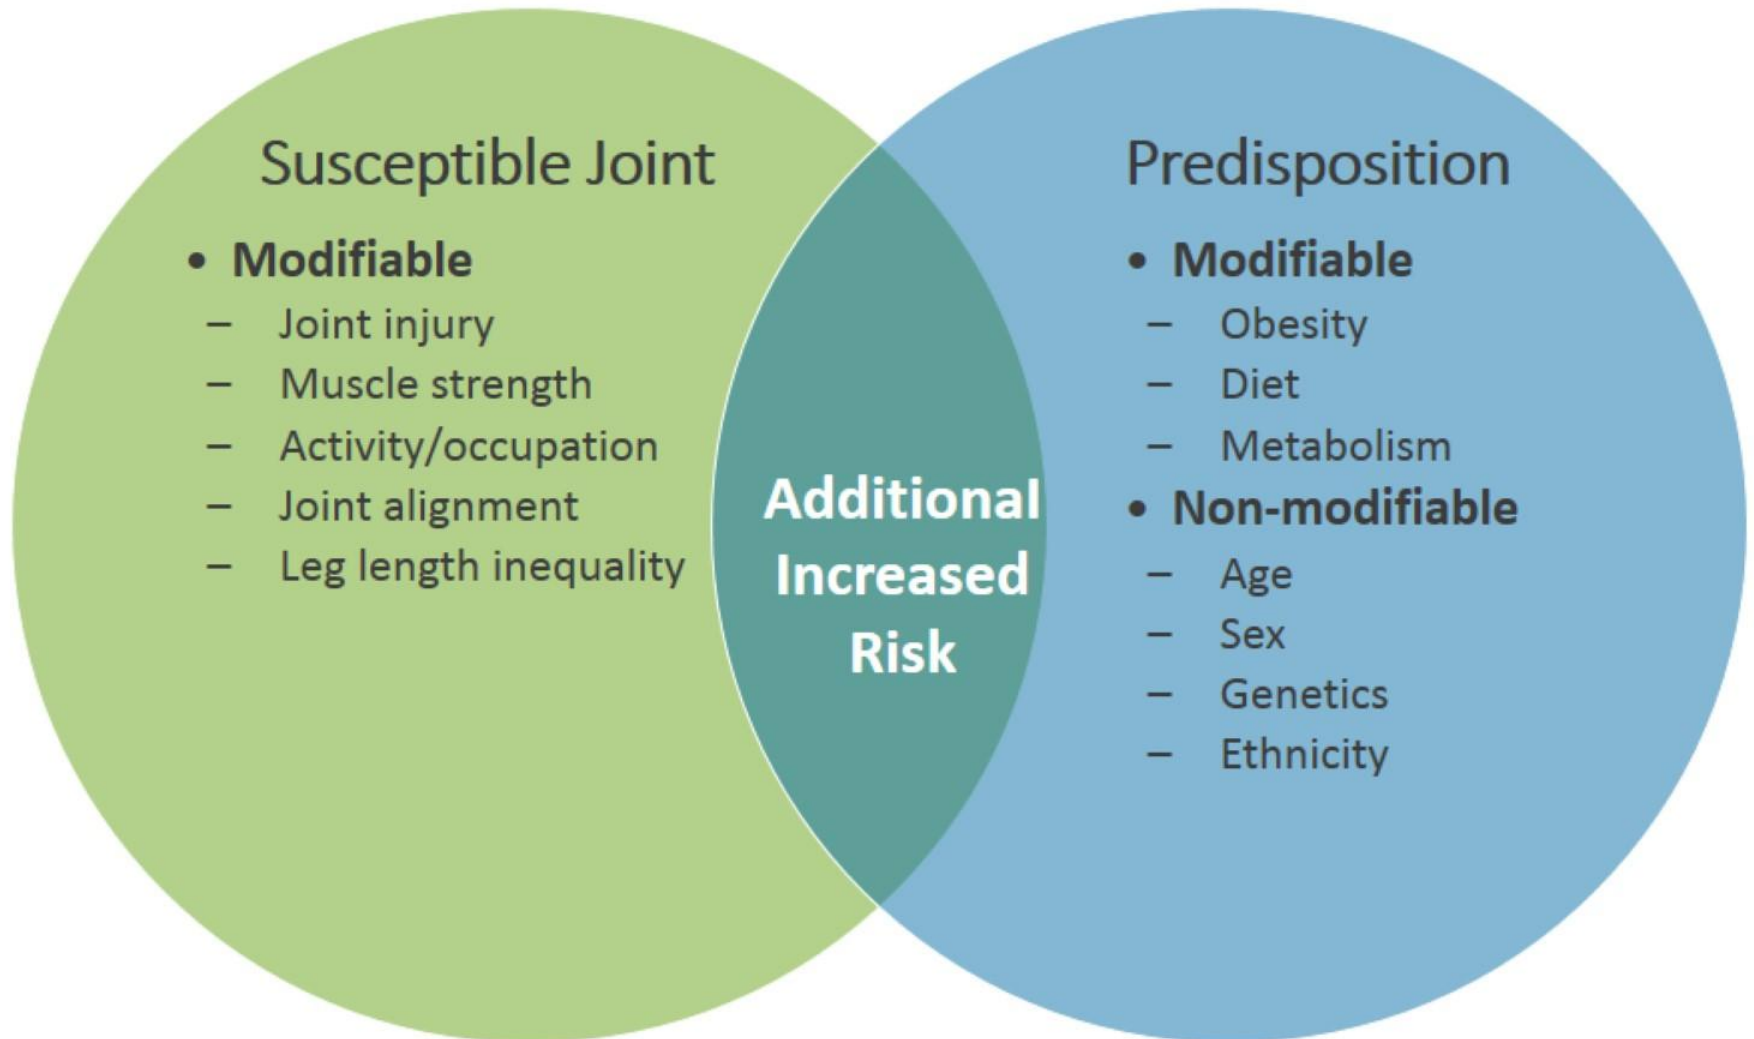 Susceptible Joint
• Modifiable
– Joint injury
– Muscle strength
– Activity/occupation
– Joint alignment
– Leg length inequality
Additional
Increased
Risk
Predisposition
• Modifiable
– Obesity
– Diet
– Metabolism
• Non-modifiable
– Age
– Sex
– Genetics
– Ethnicity